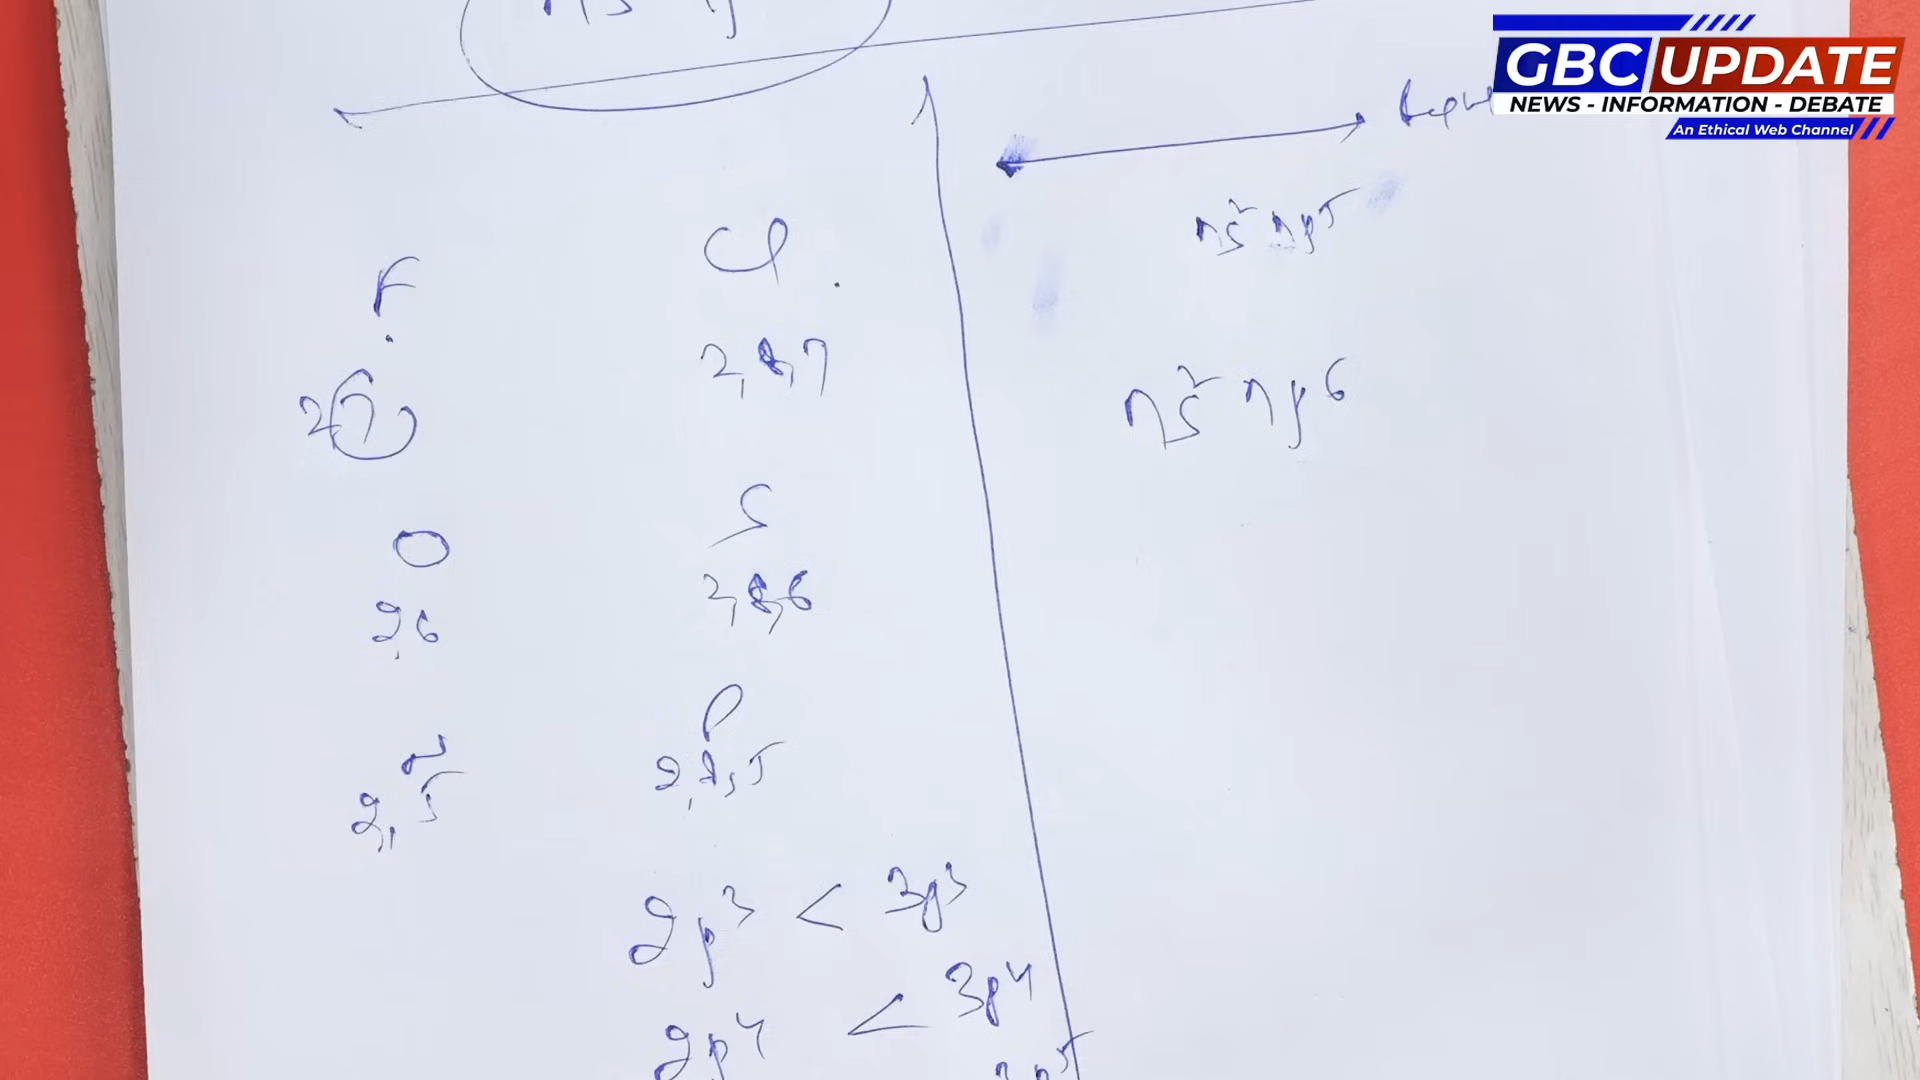 GBC UPDATE
NEWS - INFORMATION - DEBATE
An Ethical Web Channel
ns² np⁵
F
Cl
2,7
2,8,7
ns² np⁶
O
S
2,6
2,8,6
N
P
2,5
2,8,5
2p³ < 3p³
2p⁴ < 3p⁴